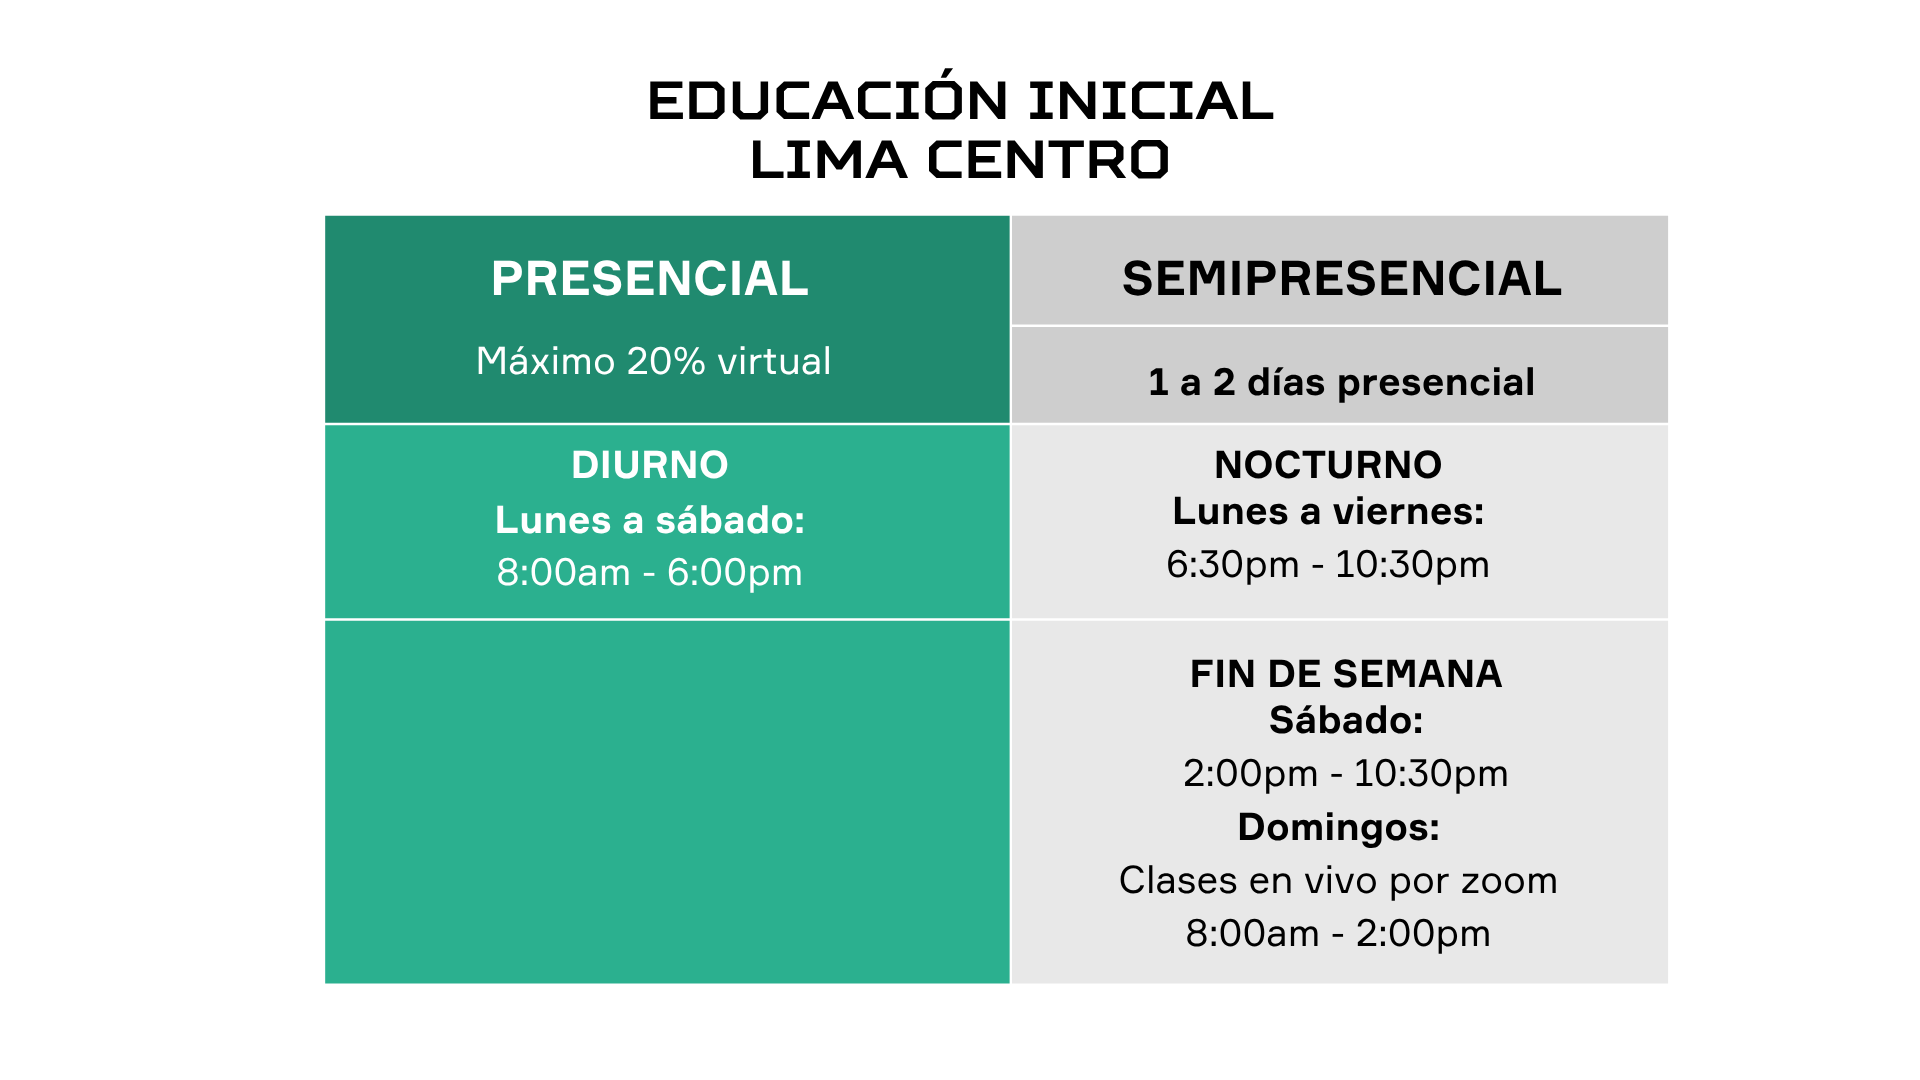 EDUCACIÓN INICIAL
LIMA CENTRO
PRESENCIAL
Máximo 20% virtual
SEMIPRESENCIAL
1 a 2 días presencial
DIURNO
Lunes a sábado:
8:00am - 6:00pm
NOCTURNO
Lunes a viernes:
6:30pm - 10:30pm
FIN DE SEMANA
Sábado:
2:00pm - 10:30pm
Domingos:
Clases en vivo por zoom
8:00am - 2:00pm